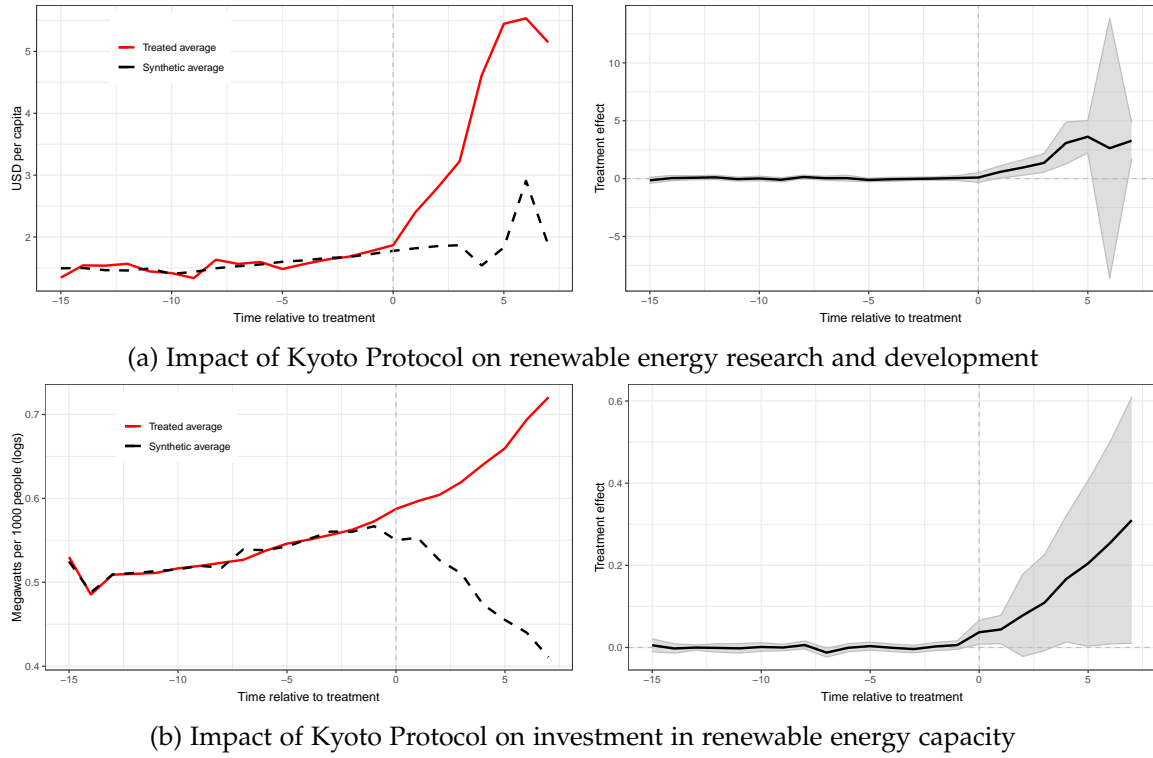 USD per capita
5
4
3
2
Treated average
Synthetic average
−15
−10
−5
0
5
Time relative to treatment
Treatment effect
10
5
0
−5
−15
−10
−5
0
5
Time relative to treatment
(a) Impact of Kyoto Protocol on renewable energy research and development
Megawatts per 1000 people (logs)
0.7
0.6
0.5
0.4
Treated average
Synthetic average
−15
−10
−5
0
5
Time relative to treatment
Treatment effect
0.6
0.4
0.2
0.0
−15
−10
−5
0
5
Time relative to treatment
(b) Impact of Kyoto Protocol on investment in renewable energy capacity